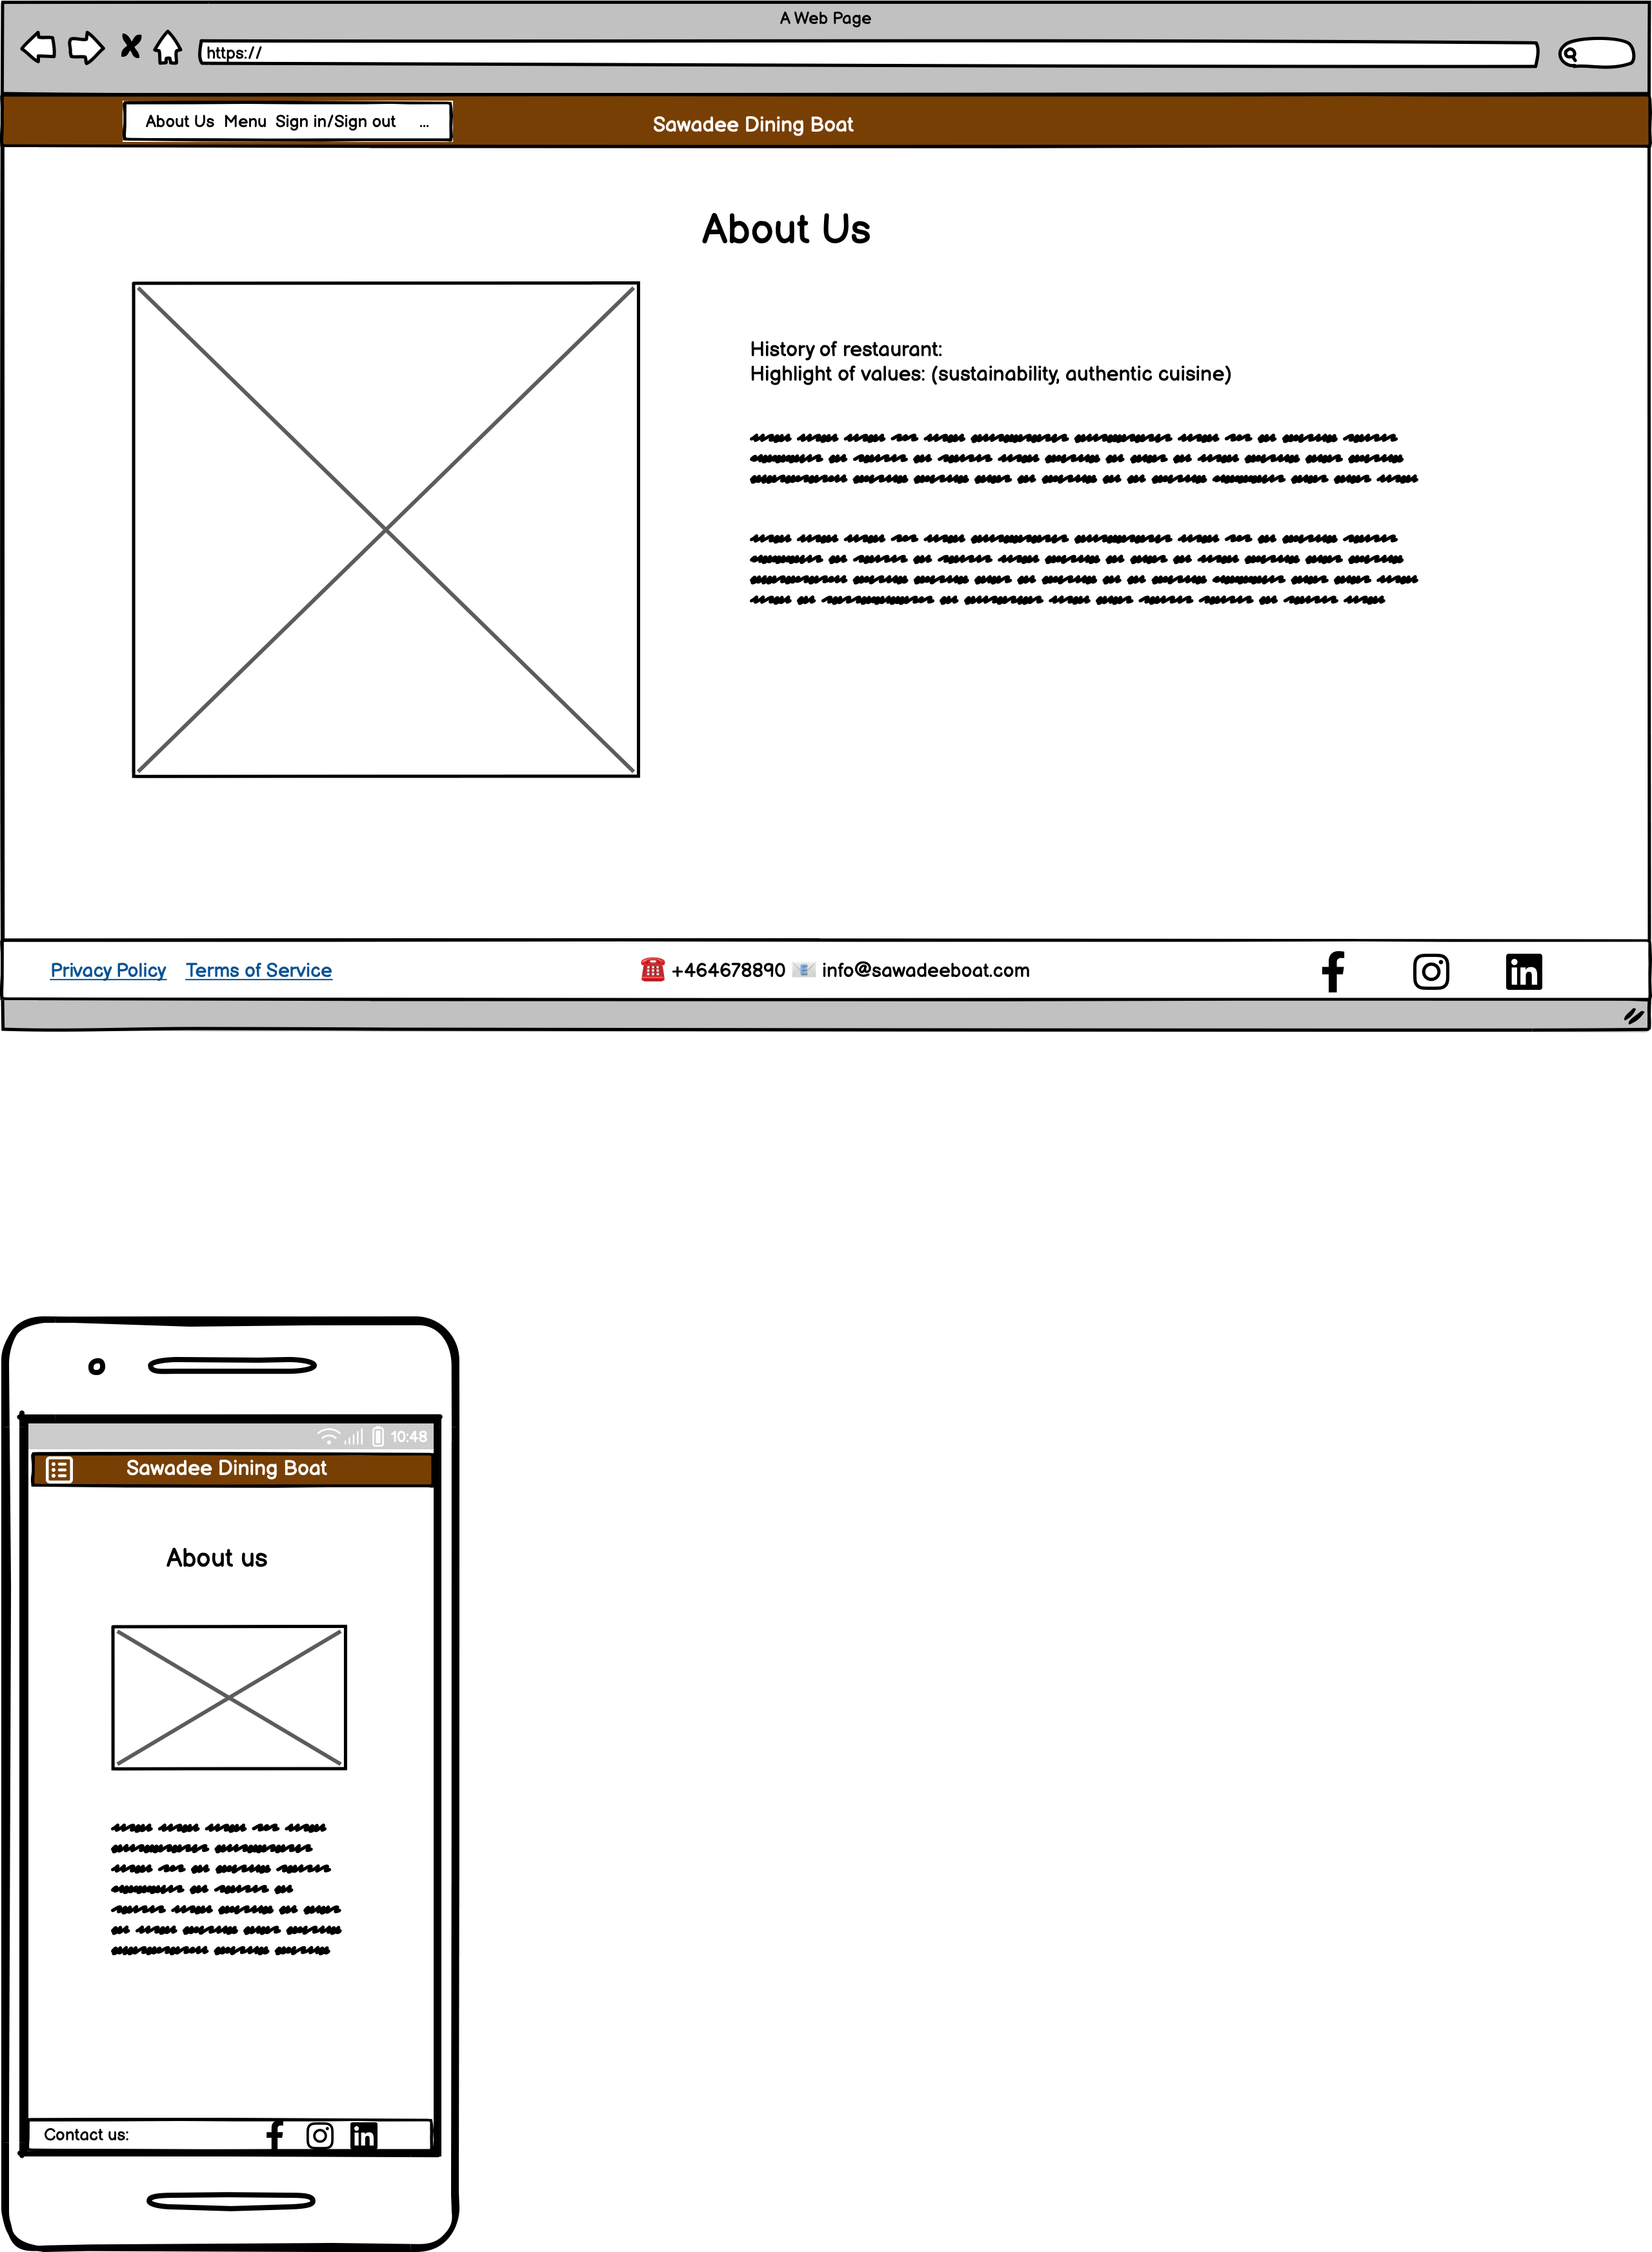 A Web Page
https://
About Us Menu Sign in/Sign out ...
Sawadee Dining Boat
About Us
History of restaurant:
Highlight of values: (sustainability, authentic cuisine)
Privacy Policy Terms of Service
+464678890 info@sawadeeboat.com
10:48
Sawadee Dining Boat
About us
Contact us: